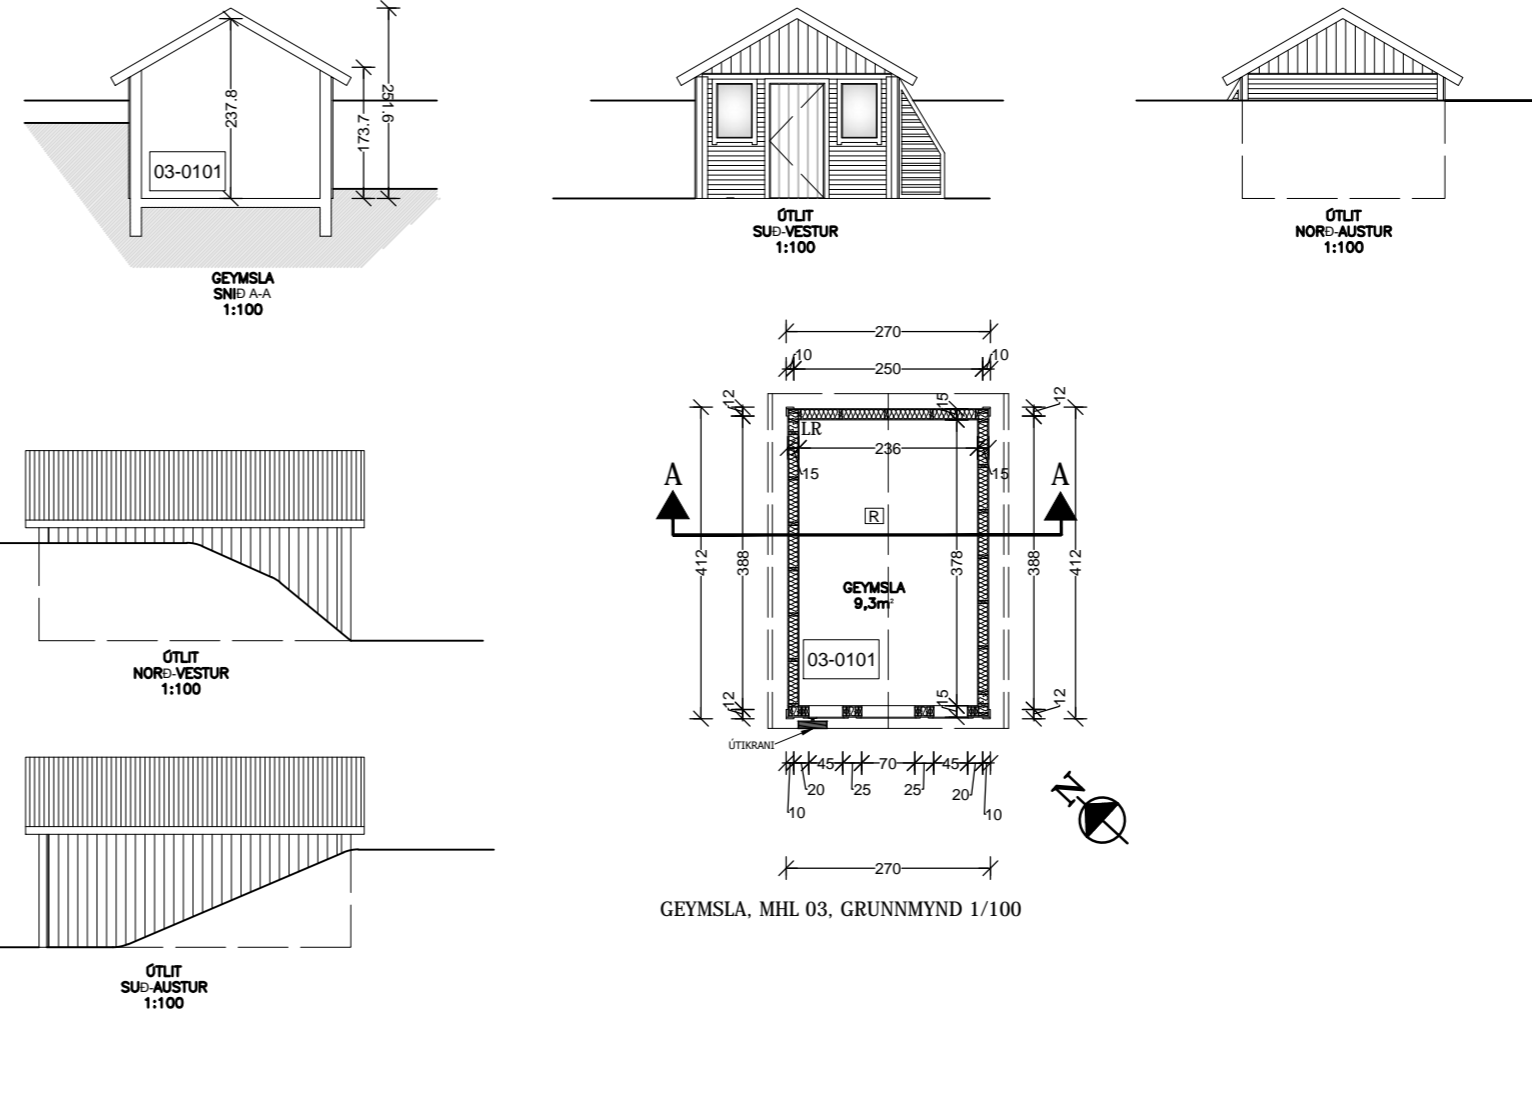 237.8
173.7
251.6
03-0101
GEYMSLA
SNIÐ A-A
1:100
ÚTLIT
SUÐ-VESTUR
1:100
ÚTLIT
NORÐ-AUSTUR
1:100
270
10
250
10
12
15
12
LR
236
15
15
A
A
R
412
388
378
388
412
GEYMSLA
9,3m²
03-0101
12
15
12
ÚTIKRANI
45
70
45
20
25
25
20
10
10
N
270
GEYMSLA, MHL 03, GRUNNMYND 1/100
ÚTLIT
NORÐ-VESTUR
1:100
ÚTLIT
SUÐ-AUSTUR
1:100